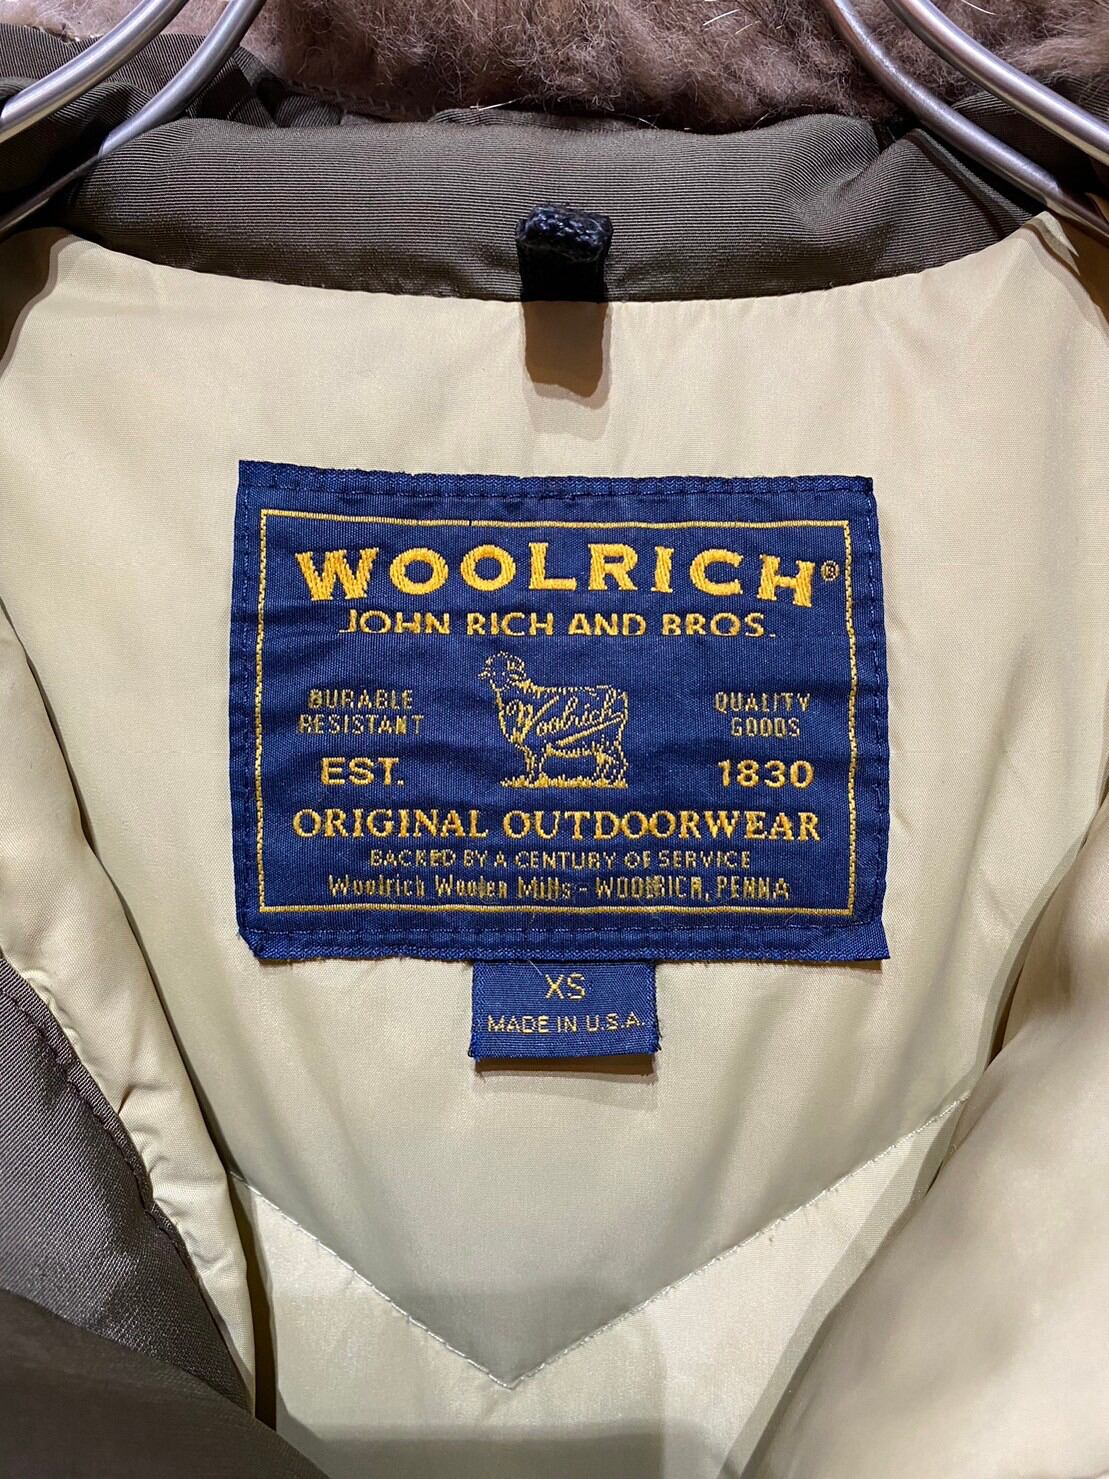 WOOLRICH®
JOHN RICH AND BROS.
DURABLE RESISTANT
Woolrich
QUALITY GOODS
EST. 1830
ORIGINAL OUTDOORWEAR
BACKED BY A CENTURY OF SERVICE
Woolrich Woolen Mills - WOOLRICH, PENNA
XS
MADE IN U.S.A.